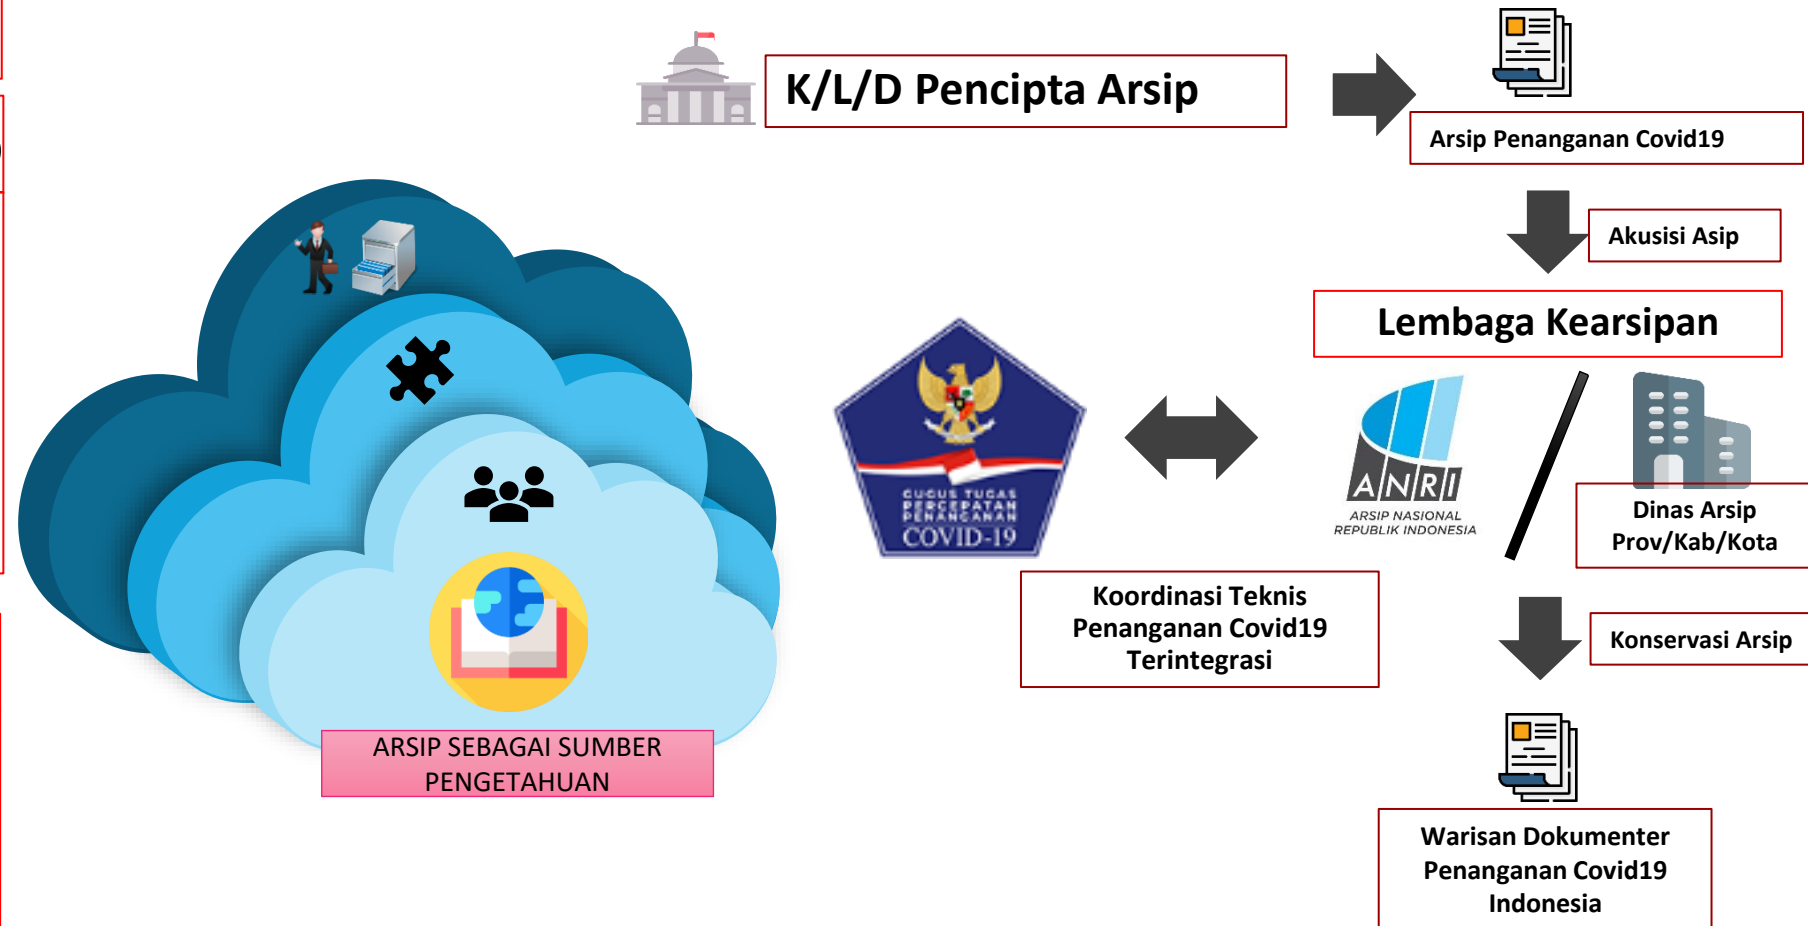 K/L/D Pencipta Arsip
Arsip Penanganan Covid19
Akusisi Asip
Lembaga Kearsipan
GUGUS TUGAS
PERCEPATAN
PENANGANAN
COVID-19
ANRI
ARSIP NASIONAL
REPUBLIK INDONESIA
Dinas Arsip
Prov/Kab/Kota
Koordinasi Teknis
Penanganan Covid19
Terintegrasi
Konservasi Arsip
ARSIP SEBAGAI SUMBER
PENGETAHUAN
Warisan Dokumenter
Penanganan Covid19
Indonesia